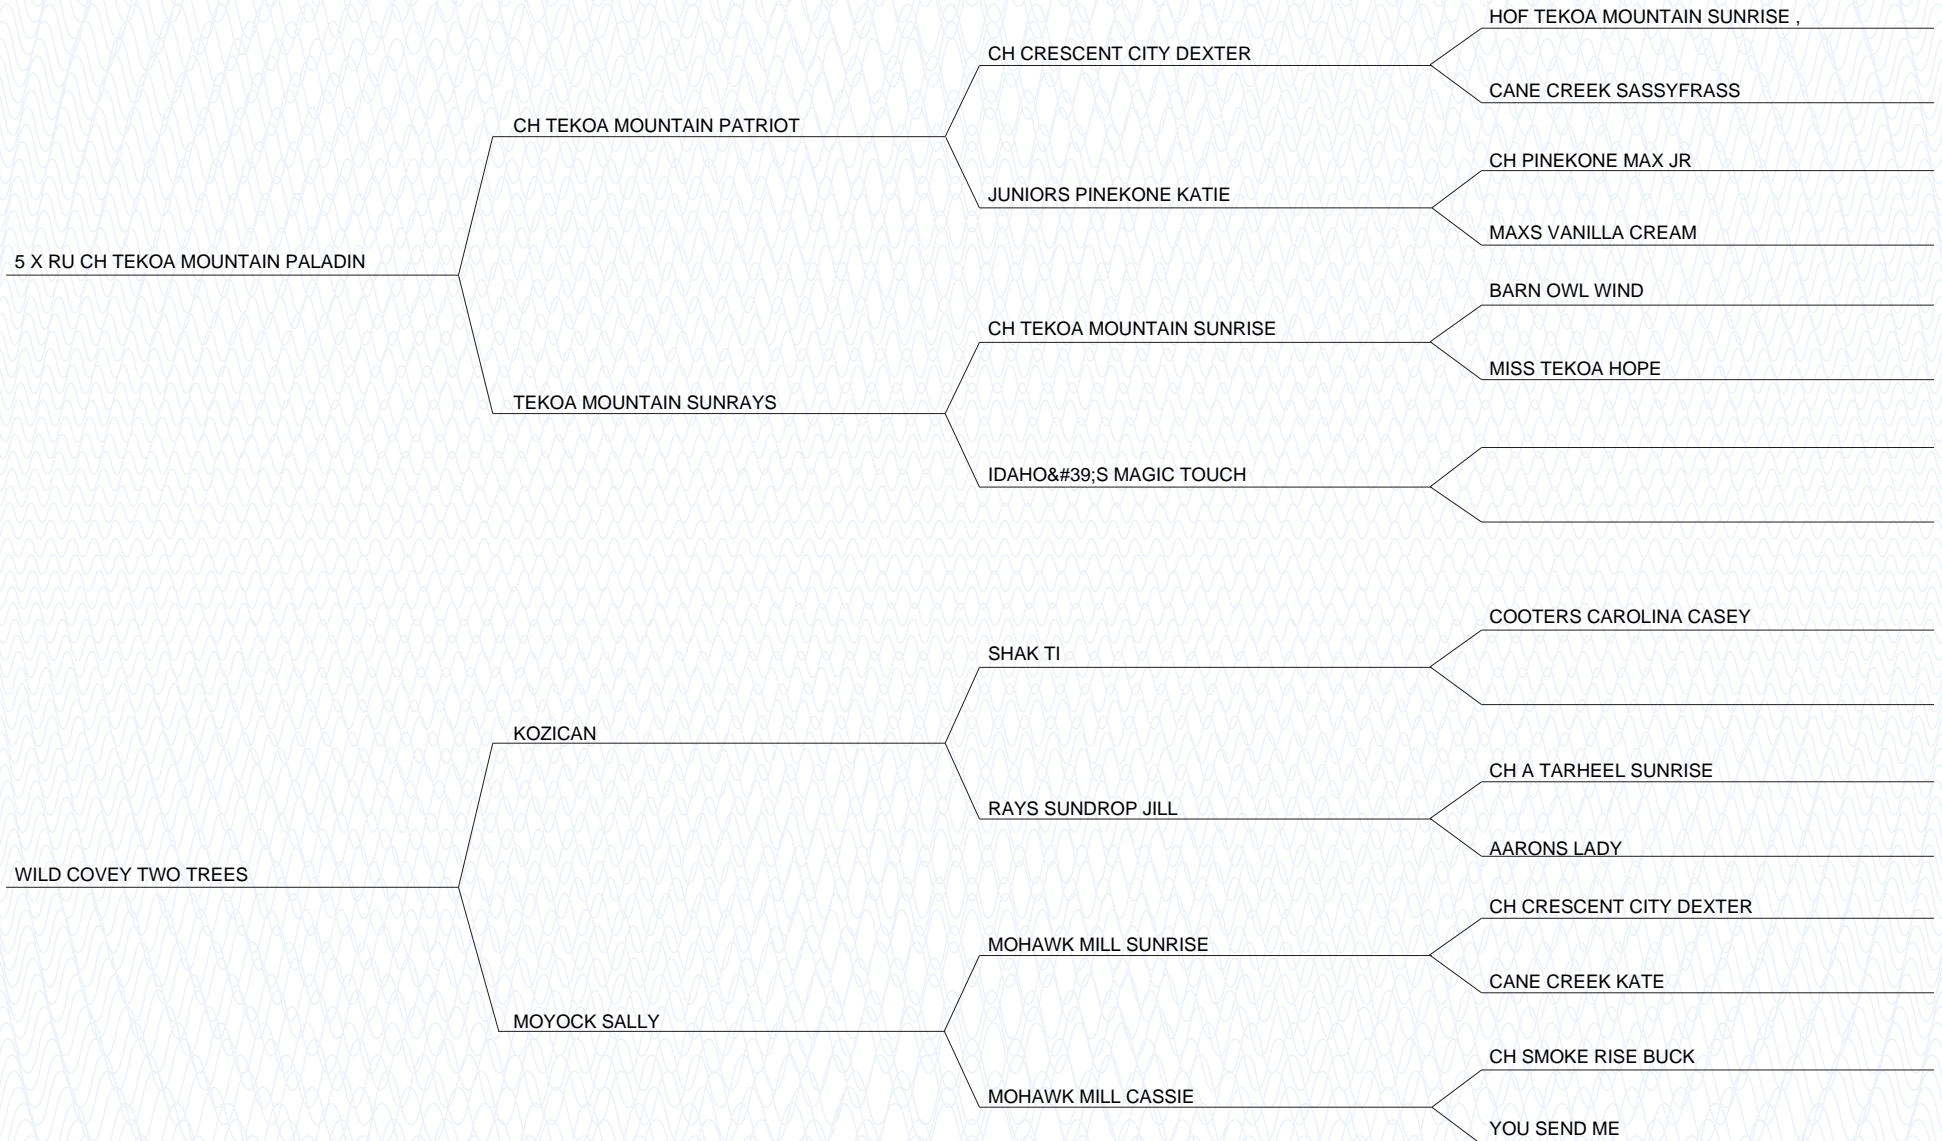 HOF TEKOA MOUNTAIN SUNRISE ,
CH CRESCENT CITY DEXTER
CANE CREEK SASSYFRASS
CH TEKOA MOUNTAIN PATRIOT
CH PINEKONE MAX JR
JUNIORS PINEKONE KATIE
MAXS VANILLA CREAM
5 X RU CH TEKOA MOUNTAIN PALADIN
BARN OWL WIND
CH TEKOA MOUNTAIN SUNRISE
MISS TEKOA HOPE
TEKOA MOUNTAIN SUNRAYS
IDAHO&#39;S MAGIC TOUCH
COOTERS CAROLINA CASEY
SHAK TI
KOZICAN
CH A TARHEEL SUNRISE
RAYS SUNDROP JILL
AARONS LADY
WILD COVEY TWO TREES
CH CRESCENT CITY DEXTER
MOHAWK MILL SUNRISE
CANE CREEK KATE
MOYOCK SALLY
CH SMOKE RISE BUCK
MOHAWK MILL CASSIE
YOU SEND ME